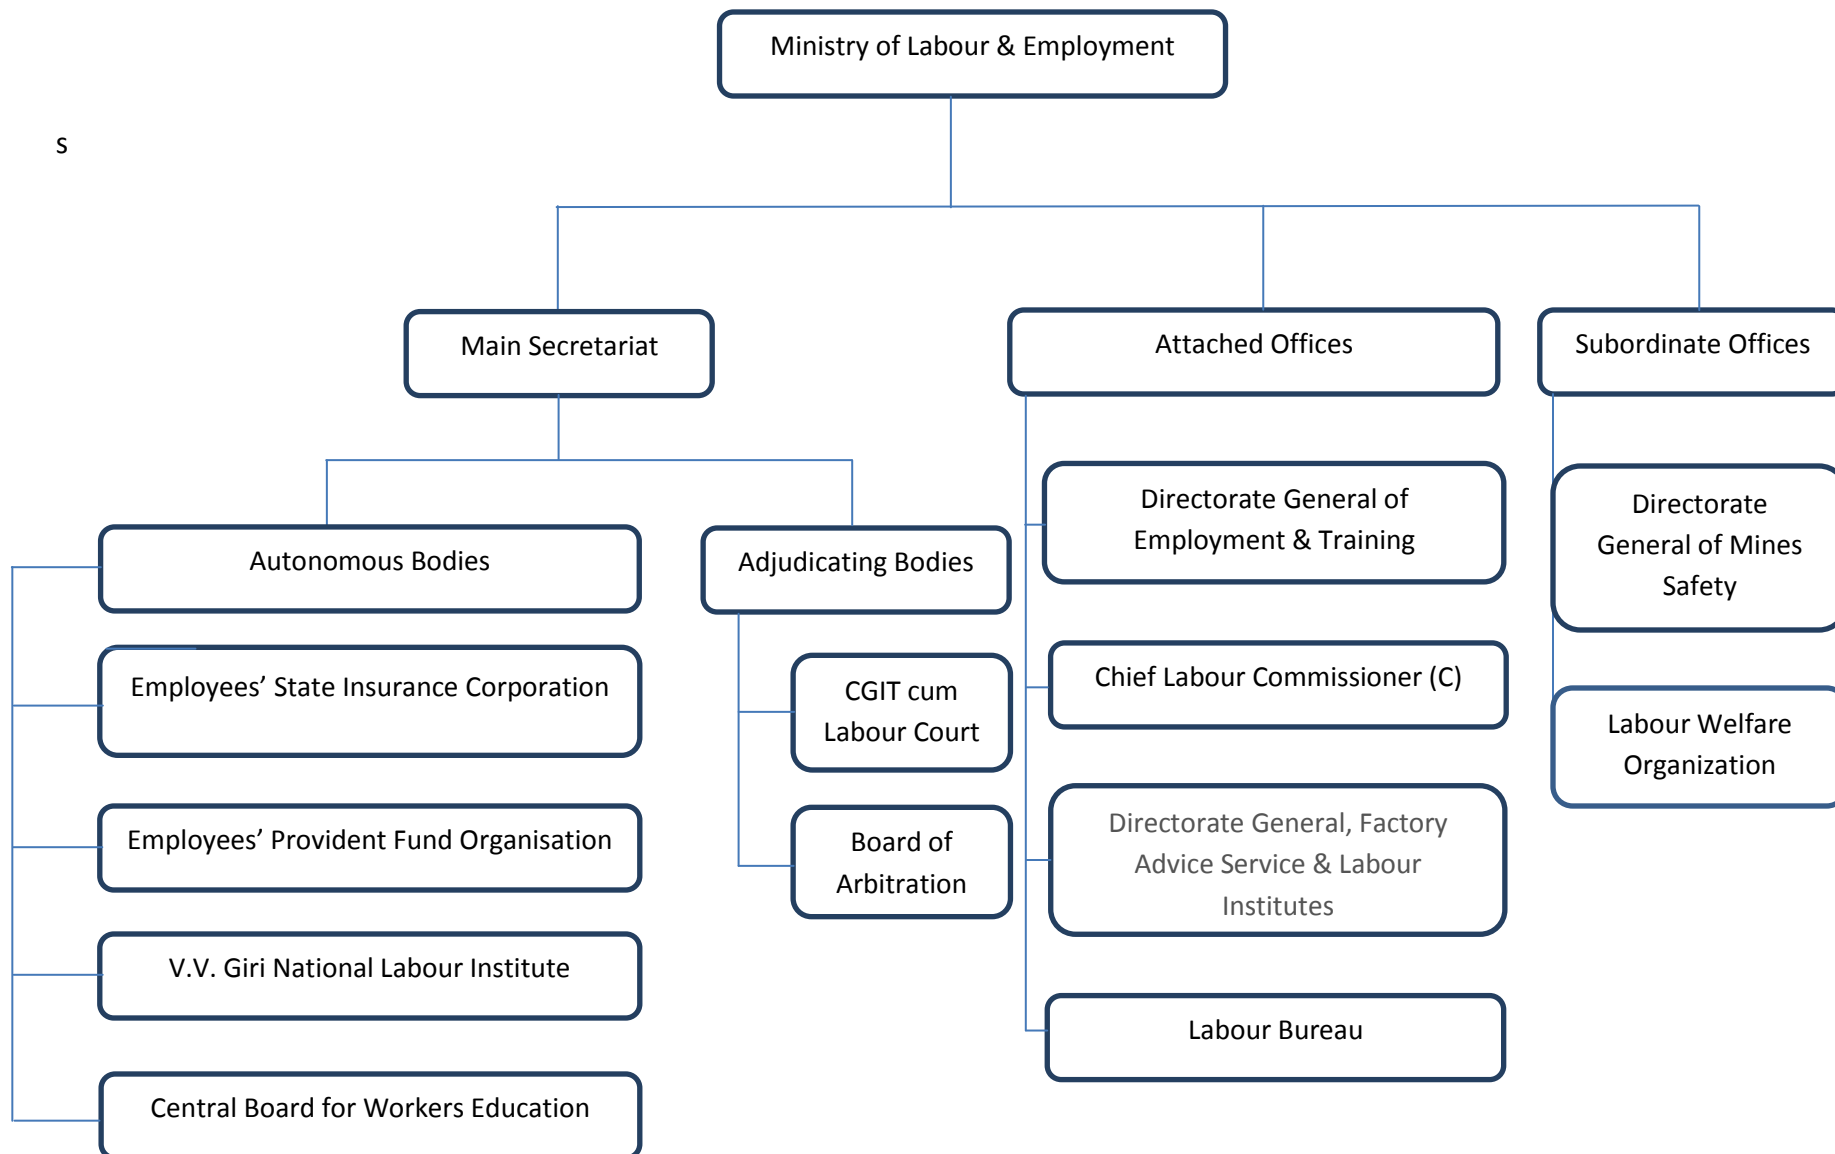 Ministry of Labour & Employment
s
Main Secretariat
Attached Offices
Subordinate Offices
Autonomous Bodies
Employees’ State Insurance Corporation
Employees’ Provident Fund Organisation
V.V. Giri National Labour Institute
Central Board for Workers Education
Adjudicating Bodies
CGIT cum
Labour Court
Board of
Arbitration
Directorate General of
Employment & Training
Chief Labour Commissioner (C)
Directorate General, Factory
Advice Service & Labour
Institutes
Labour Bureau
Directorate
General of Mines
Safety
Labour Welfare
Organization